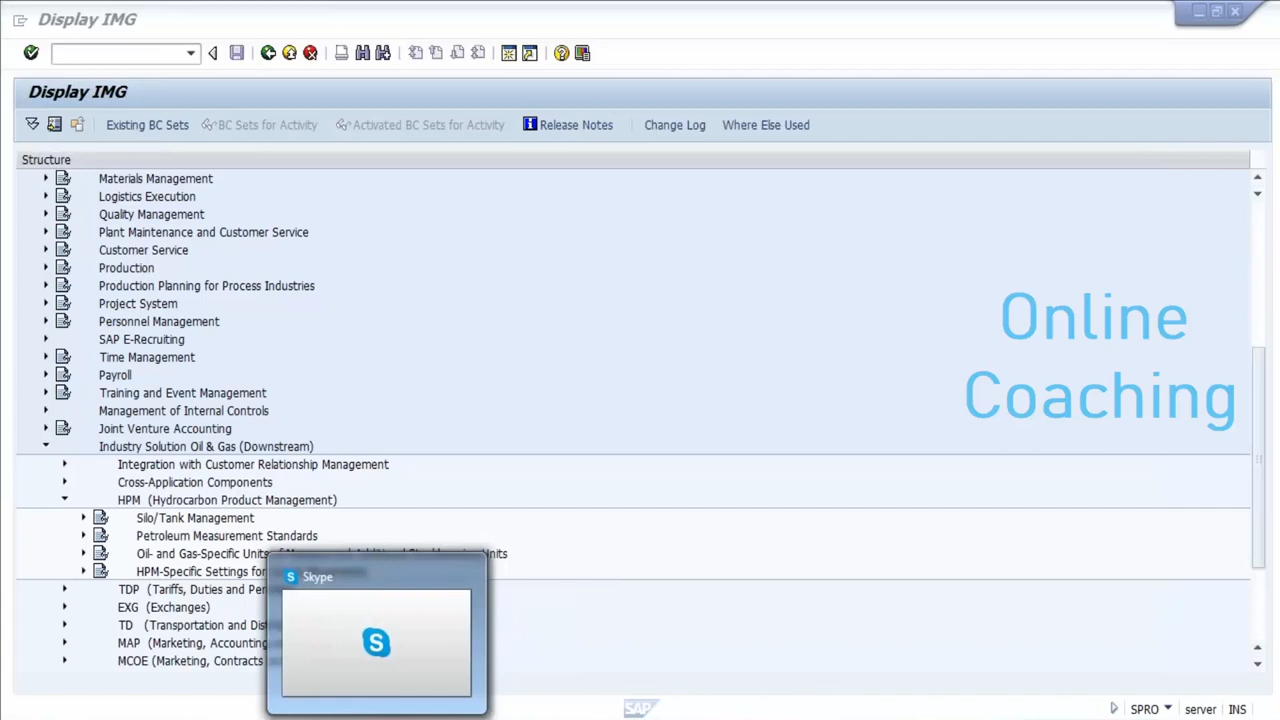 Display IMG
Display IMG
Existing BC Sets BC Sets for Activity Activated BC Sets for Activity Release Notes Change Log Where Else Used
Structure
Materials Management
Logistics Execution
Quality Management
Plant Maintenance and Customer Service
Customer Service
Production
Production Planning for Process Industries
Project System
Personnel Management
SAP E-Recruiting
Time Management
Payroll
Training and Event Management
Management of Internal Controls
Joint Venture Accounting
Industry Solution Oil & Gas (Downstream)
Integration with Customer Relationship Management
Cross-Application Components
HPM (Hydrocarbon Product Management)
Silo/Tank Management
Petroleum Measurement Standards
Oil- and Gas-Specific Units nits
HPM-Specific Settings for
TDP (Tariffs, Duties and
EXG (Exchanges)
TD (Transportation and
MAP (Marketing, Accounting
MCOE (Marketing, Contracts
Online
Coaching
Skype
S
SAP
SPRO server INS